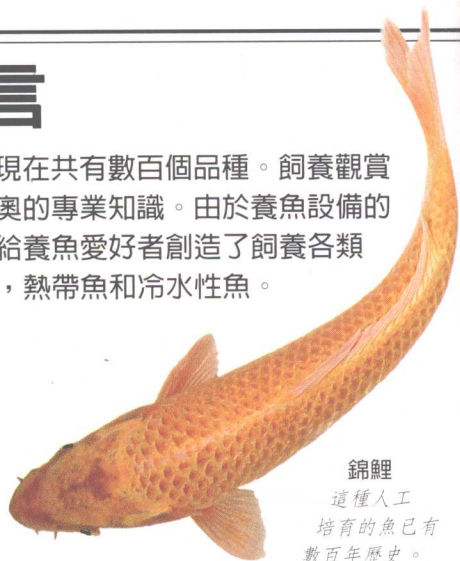 言
現在共有數百個品種。飼養觀賞
奧的專業知識。由於養魚設備的
給養魚愛好者創造了飼養各類
，熱帶魚和冷水性魚。
錦鯉
這種人工
培育的魚已有
數百年歷史。